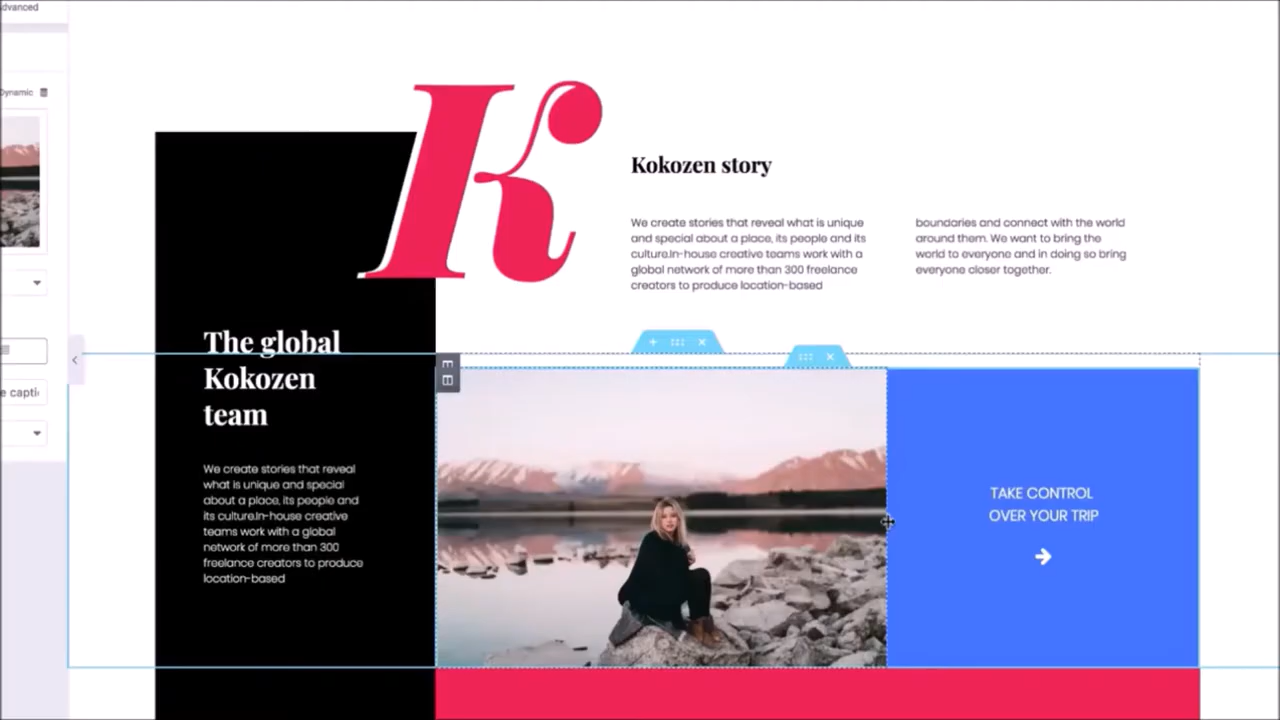 dvanced
Dynamic
e capti
K
Kokozen story
We create stories that reveal what is unique
and special about a place, its people and its
culture.In-house creative teams work with a
global network of more than 300 freelance
creators to produce location-based
boundaries and connect with the world
around them. We want to bring the
world to everyone and in doing so bring
everyone closer together.
The global
Kokozen
team
We create stories that reveal
what is unique and special
about a place, its people and
its culture.In-house creative
teams work with a global
network of more than 300
freelance creators to produce
location-based
TAKE CONTROL
OVER YOUR TRIP